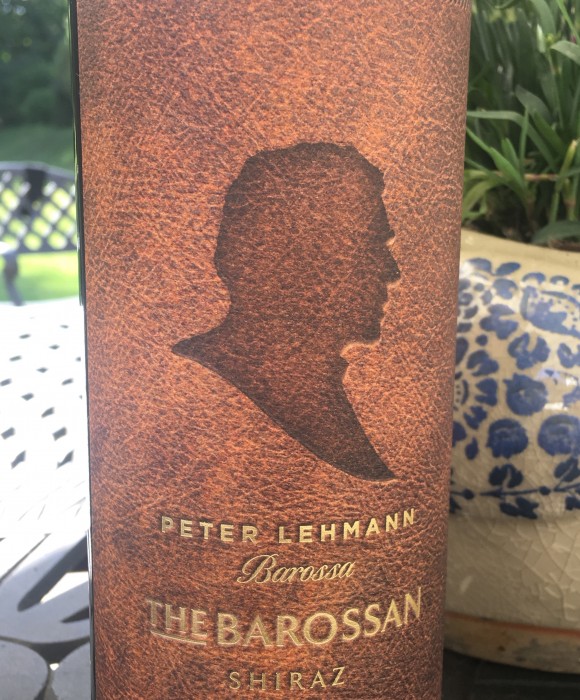 PETER LEHMANN
Barossa
THE BAROSSAN
SHIRAZ